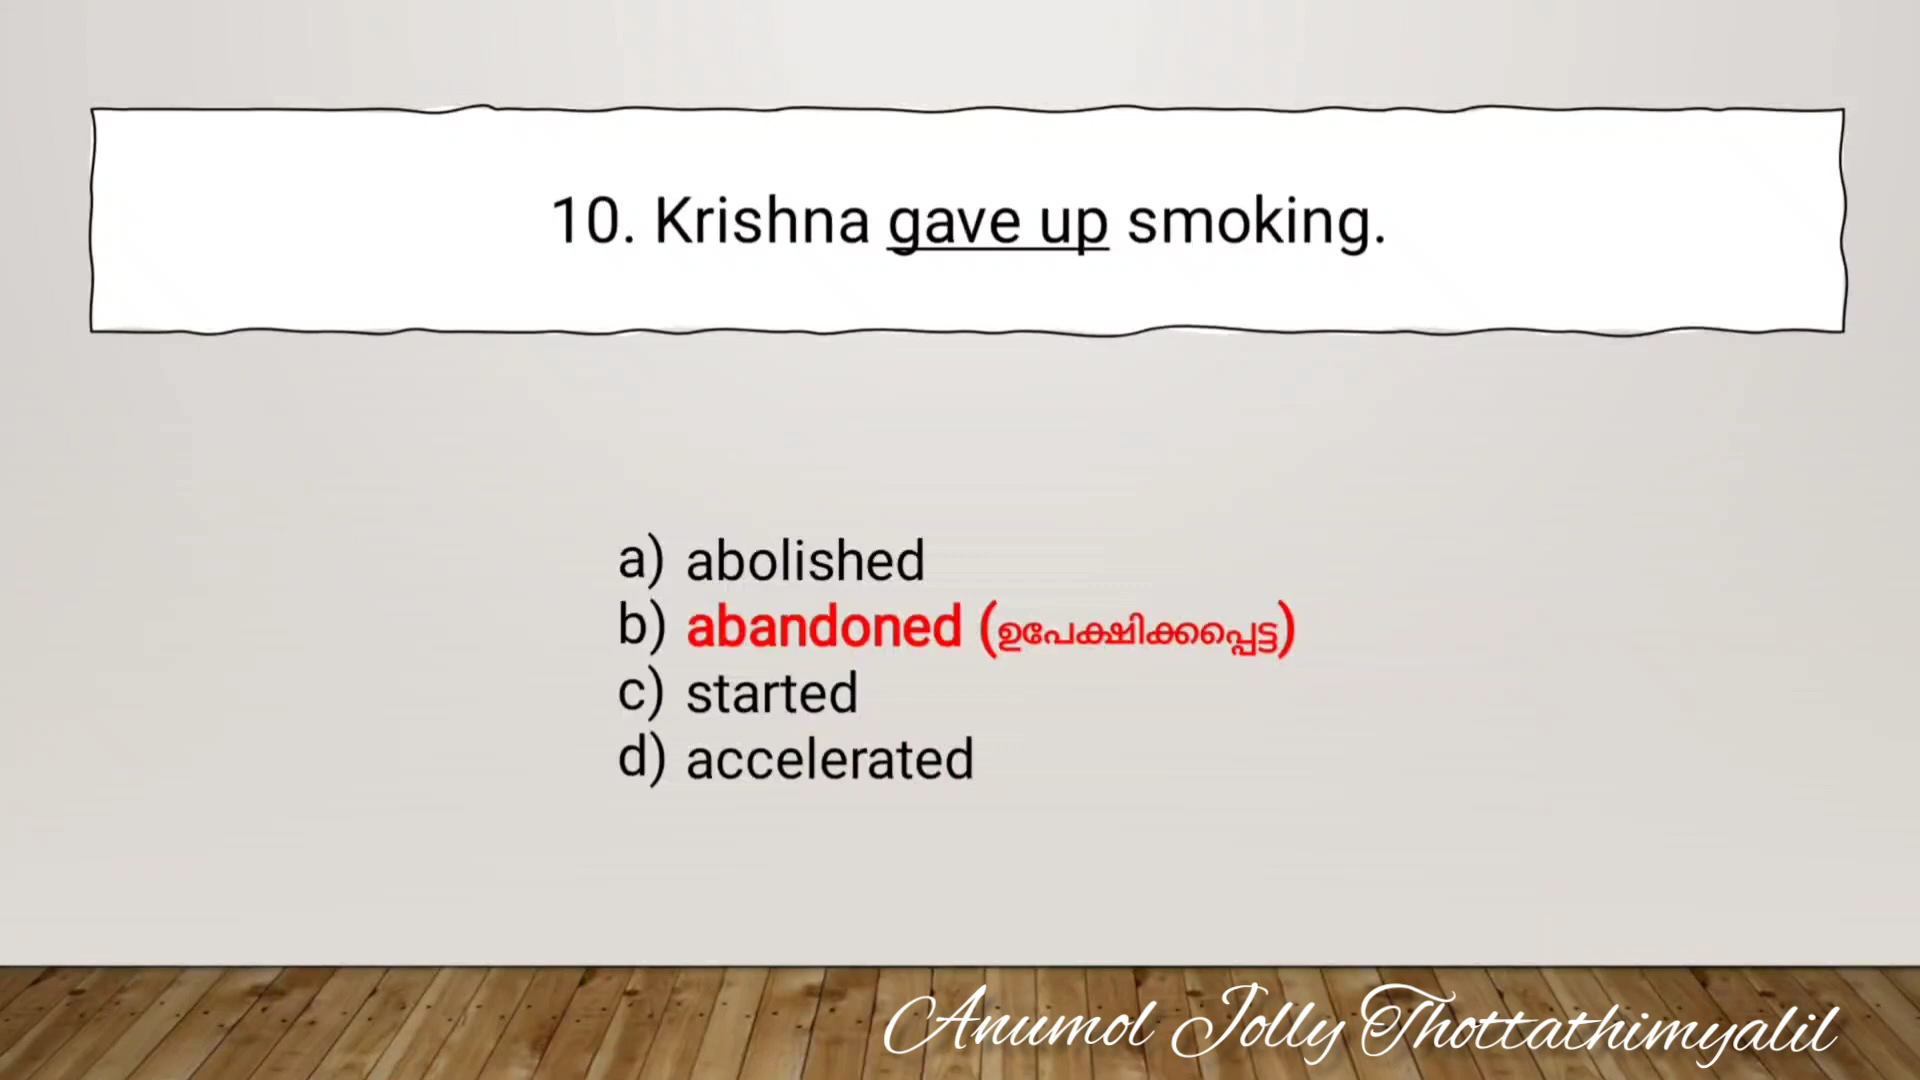 10. Krishna gave up smoking.
a) abolished
b) abandoned (ഉപേക്ഷിക്കപ്പെട്ട)
c) started
d) accelerated
Anumol Jolly Thottathimyalil